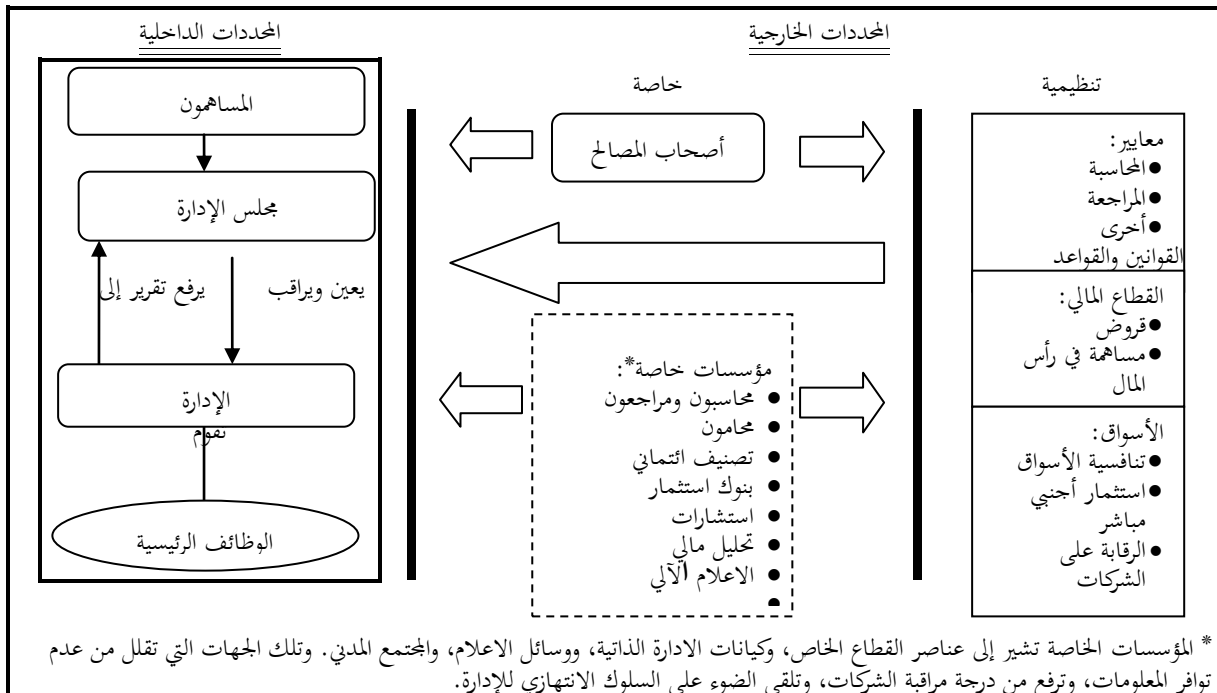 المحددات الخارجية
المحددات الداخلية
تنظيمية
خاصة
معايير:
●المحاسبة
●المراجعة
●أخرى
القوانين والقواعد
القطاع المالي:
●قروض
●مساهمة في رأس
المال
الأسواق:
●تنافسية الأسواق
●استثمار أجنبي
مباشر
●الرقابة على
الشركات
أصحاب المصالح
مؤسسات خاصة*:
● محاسبون ومراجعون
● محامون
● تصنيف ائتماني
● بنوك استثمار
● استشارات
● تحليل مالي
● الاعلام الآلي
●
المساهمون
مجلس الإدارة
يعين ويراقب
يرفع تقرير إلى
الإدارة
تقوم
الوظائف الرئيسية
* المؤسسات الخاصة تشير إلى عناصر القطاع الخاص، وكيانات الادارة الذاتية، ووسائل الاعلام، والمجتمع المدني. وتلك الجهات التي تقلل من عدم
توافر المعلومات، وترفع من درجة مراقبة الشركات، وتلقي الضوء على السلوك الانتهازي للإدارة.